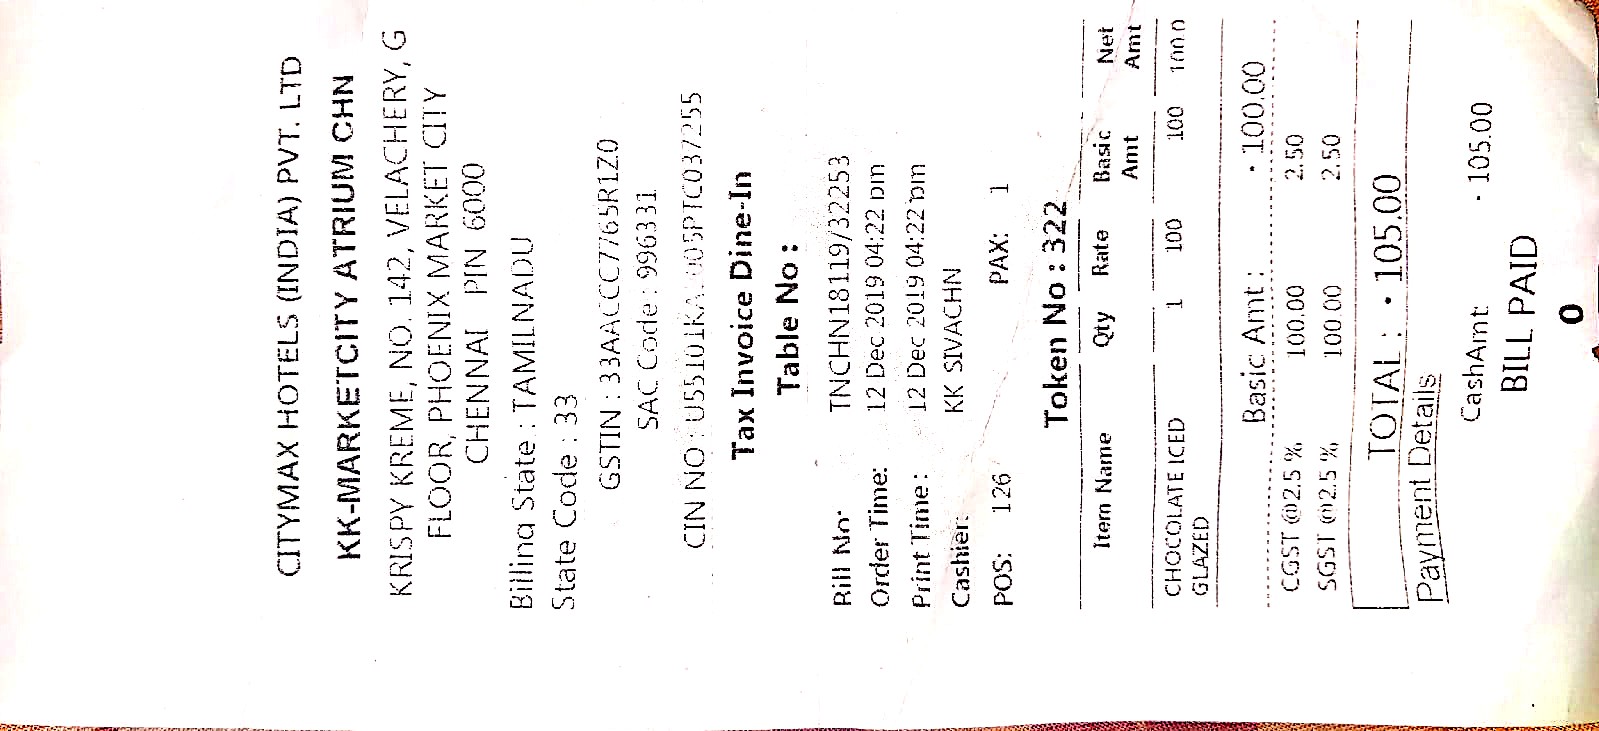 CITYMAX HOTELS (INDIA) PVT. LTD
KK-MARKETCITY ATRIUM CHN
KRISPY KREME, NO. 142, VELACHERY, G
FLOOR, PHOENIX MARKET CITY
CHENNAI PIN 6000
Billing State : TAMILNADU
State Code : 33
GSTIN : 33AACCC7765R1Z0
SAC Code : 996331
CIN NO :
Tax Invoice Dine-In
Table No :
Bill No: TNCHN18119/32253
Order Time: 12 Dec 2019 04:22 pm
Print Time : 12 Dec 2019 04:22 pm
Cashier: KK SIVACHN
POS: 126 PAX: 1
Token No : 322
Item Name Qty Rate Basic Amt Net Amt
CHOCOLATE ICED 1 100 100 100.0
GLAZED
Basic Amt : 100.00
CGST @2.5 % 100.00 2.50
SGST @2.5 % 100.00 2.50
TOTAL : 105.00
Payment Details
CashAmt 105.00
BILL PAID
0